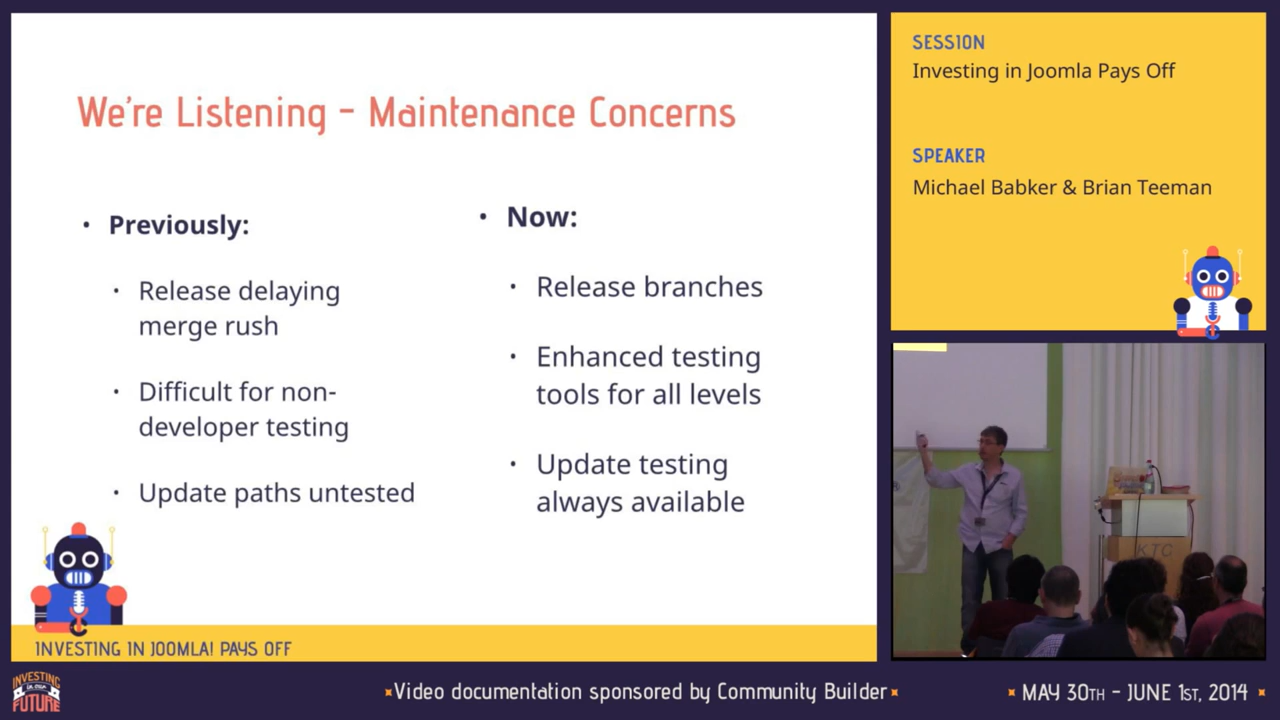 We're Listening - Maintenance Concerns
• Previously:
• Release delaying
merge rush
• Difficult for non-
developer testing
• Update paths untested
• Now:
• Release branches
• Enhanced testing
tools for all levels
• Update testing
always available
INVESTING IN JOOMLA! PAYS OFF
SESSION
Investing in Joomla Pays Off
SPEAKER
Michael Babker & Brian Teeman
KTC
INVESTING
IN OUR
FUTURE
Video documentation sponsored by Community Builder
MAY 30TH - JUNE 1ST, 2014